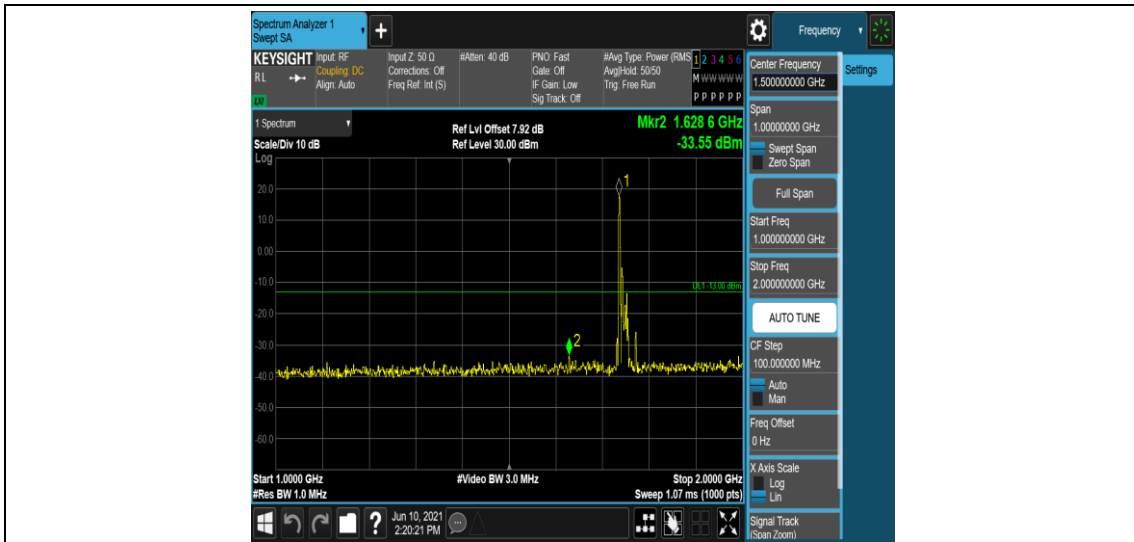 Spectrum Analyzer 1
Swept SA
+
Frequency
KEYSIGHT
RL
LXI
Input: RF
Coupling: DC
Align: Auto
Input Z: 50 Ω
Corrections: Off
Freq Ref: Int (S)
#Atten: 40 dB
PNO: Fast
Gate: Off
IF Gain: Low
Sig Track: Off
#Avg Type: Power (RMS
Avg|Hold: 50/50
Trig: Free Run
1 2 3 4 5 6
M W W W W W
P P P P P P
1 Spectrum
Scale/Div 10 dB
Ref Lvl Offset 7.92 dB
Ref Level 30.00 dBm
Mkr2 1.628 6 GHz
-33.55 dBm
Log
1
20.0
10.0
0.00
-10.0
DL1 -13.00 dBm
-20.0
-30.0
2
-40.0
-50.0
-60.0
Start 1.0000 GHz
#Res BW 1.0 MHz
#Video BW 3.0 MHz
Stop 2.0000 GHz
Sweep 1.07 ms (1000 pts)
Center Frequency
1.500000000 GHz
Settings
Span
1.00000000 GHz
Swept Span
Zero Span
Full Span
Start Freq
1.000000000 GHz
Stop Freq
2.000000000 GHz
AUTO TUNE
CF Step
100.000000 MHz
Auto
Man
Freq Offset
0 Hz
X Axis Scale
Log
Lin
Signal Track
(Span Zoom)
?
Jun 10, 2021
2:20:21 PM